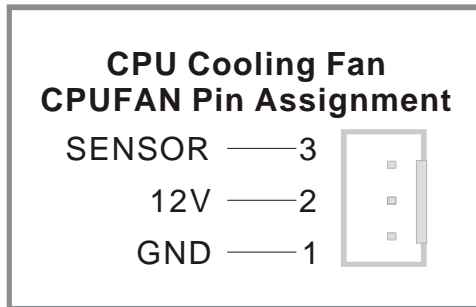 CPU Cooling Fan
CPUFAN Pin Assignment
SENSOR 3
12V 2
GND 1